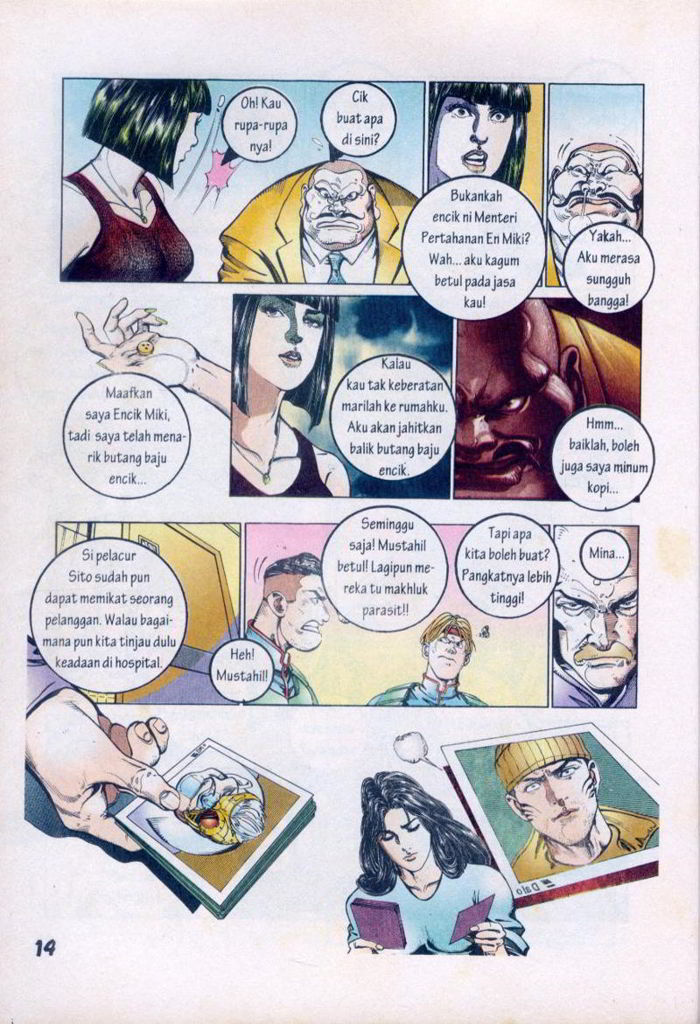 Oh! Kau
rupa-rupa
nya!
Cik
buat apa
di sini?
Bukankah
encik ni Menteri
Pertahanan En Miki?
Wah... aku kagum
betul pada jasa
kau!
Yakah...
Aku merasa
sungguh
bangga!
Maafkan
saya Encik Miki,
tadi saya telah mena-
rik butang baju
encik...
Kalau
kau tak keberatan
marilah ke rumahku.
Aku akan jahitkan
balik butang baju
encik.
Hmm...
baiklah, boleh
juga saya minum
kopi...
Si pelacur
Sito sudah pun
dapat memikat seorang
pelanggan. Walau bagai-
mana pun kita tinjau dulu
keadaan di hospital.
Heh!
Mustahil!
Seminggu
saja! Mustahil
betul! Lagipun me-
reka tu makhluk
parasit!!
Tapi apa
kita boleh buat?
Pangkatnya lebih
tinggi!
Mina...
14